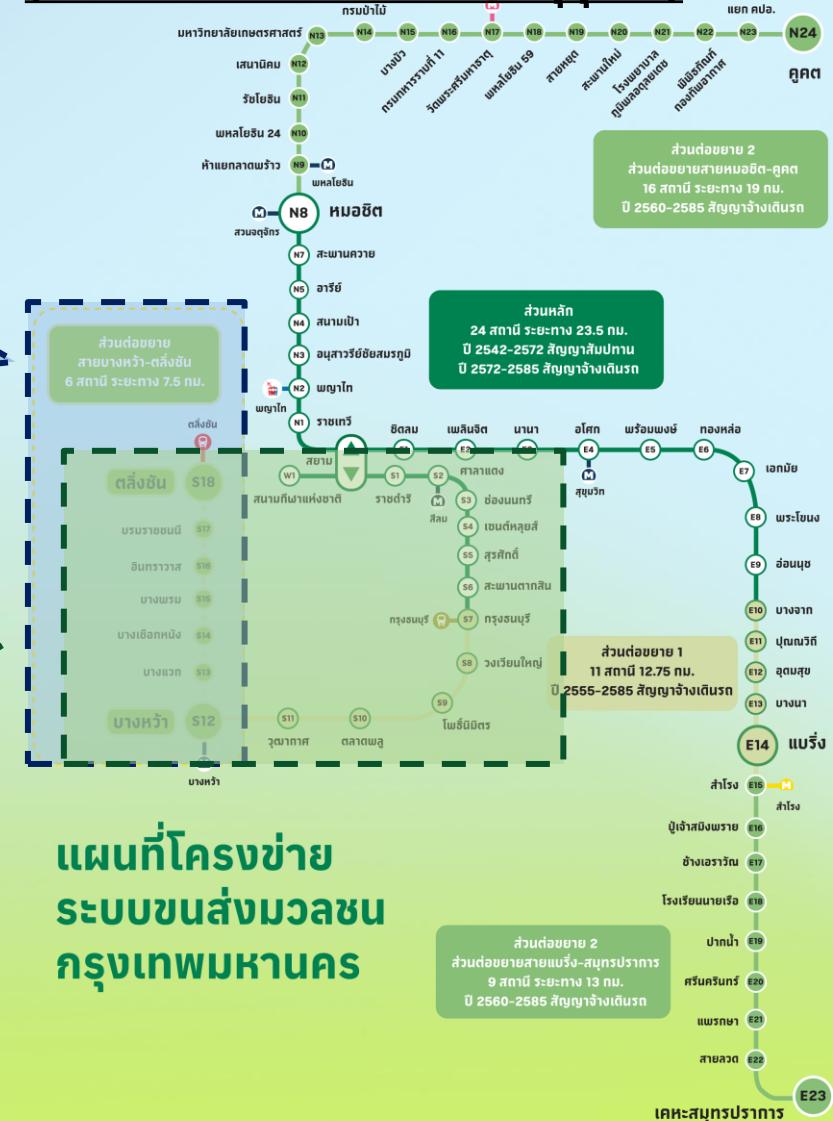 กรมป่าไม้
แยก คปอ.
มหาวิทยาลัยเกษตรศาสตร์ N13 N14 N15 N16 N17 N18 N19 N20 N21 N22 N23 N24
บางบัว
กรมทหารราบที่ 11
วัดพระศรีมหาธาตุ
พหลโยธิน 59
สายหยุด
สะพานใหม่
โรงพยาบาล
ภูมิพลอดุลยเดช
พิพิธภัณฑ์
กองทัพอากาศ
คูคต
เสนานิคม N12
รัชโยธิน N11
พหลโยธิน 24 N10
ห้าแยกลาดพร้าว N9 M
พหลโยธิน
M N8 หมอชิต
สวนจตุจักร
ส่วนต่อขยาย 2
ส่วนต่อขยายสายหมอชิต-คูคต
16 สถานี ระยะทาง 19 กม.
ปี 2560-2585 สัญญาจ้างเดินรถ
N7 สะพานควาย
N5 อารีย์
N4 สนามเป้า
N3 อนุสาวรีย์ชัยสมรภูมิ
N2 พญาไท
พญาไท
N1 ราชเทวี
ส่วนหลัก
24 สถานี ระยะทาง 23.5 กม.
ปี 2542-2572 สัญญาสัมปทาน
ปี 2572-2585 สัญญาจ้างเดินรถ
ส่วนต่อขยาย
สายบางหว้า-ตลิ่งชัน
6 สถานี ระยะทาง 7.5 กม.
ตลิ่งชัน
ตลิ่งชัน S18
บรมราชชนนี S17
อินทราวาส S16
บางพรม S15
บางเชือกหนัง S14
บางแวก S13
บางหว้า S12
บางหว้า
สยาม
ชิดลม
เพลินจิต
นานา
อโศก
พร้อมพงษ์
ทองหล่อ
E1 E2 E3 E4 E5 E6
M
สุขุมวิท
W1 S1 S2 ศาลาแดง
สนามกีฬาแห่งชาติ
ราชดำริ
M
สีลม
S3 ช่องนนทรี
S4 เซนต์หลุยส์
S5 สุรศักดิ์
S6 สะพานตากสิน
กรุงธนบุรี S7 กรุงธนบุรี
S8 วงเวียนใหญ่
S9
โพธิ์นิมิตร
S10
ตลาดพลู
S11
วุฒากาศ
E7 เอกมัย
E8 พระโขนง
E9 อ่อนนุช
E10 บางจาก
E11 ปุณณวิถี
E12 อุดมสุข
E13 บางนา
E14 แบริ่ง
ส่วนต่อขยาย 1
11 สถานี 12.75 กม.
ปี 2555-2585 สัญญาจ้างเดินรถ
สำโรง E15 M
สำโรง
ปู่เจ้าสมิงพราย E16
ช้างเอราวัณ E17
โรงเรียนนายเรือ E18
ปากน้ำ E19
ศรีนครินทร์ E20
แพรกษา E21
สายลวด E22
E23
เคหะสมุทรปราการ
ส่วนต่อขยาย 2
ส่วนต่อขยายสายแบริ่ง-สมุทรปราการ
9 สถานี ระยะทาง 13 กม.
ปี 2560-2585 สัญญาจ้างเดินรถ
แผนที่โครงข่าย
ระบบขนส่งมวลชน
กรุงเทพมหานคร